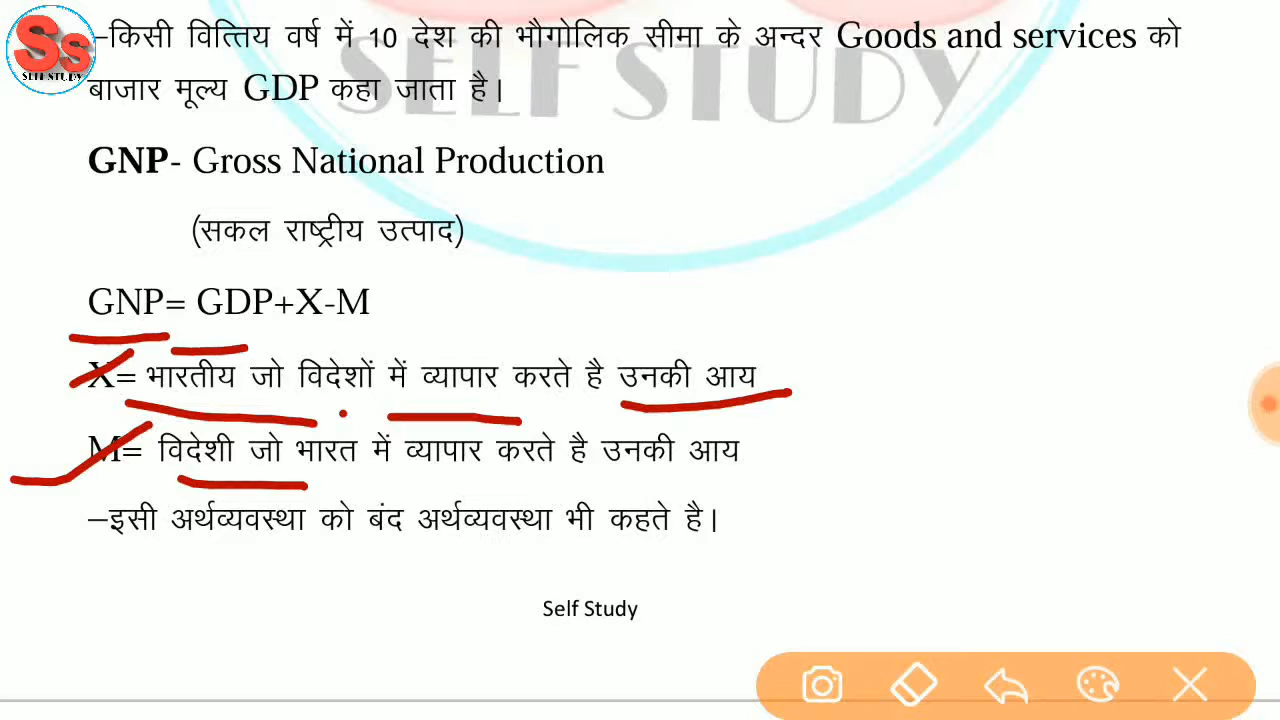 Ss
SELF STUDY
–किसी वित्तिय वर्ष में 10 देश की भौगोलिक सीमा के अन्दर Goods and services को
बाजार मूल्य GDP कहा जाता है।
SELF STUDY
GNP- Gross National Production
(सकल राष्ट्रीय उत्पाद)
GNP= GDP+X-M
X= भारतीय जो विदेशों में व्यापार करते है उनकी आय
M= विदेशी जो भारत में व्यापार करते है उनकी आय
–इसी अर्थव्यवस्था को बंद अर्थव्यवस्था भी कहते है।
Self Study